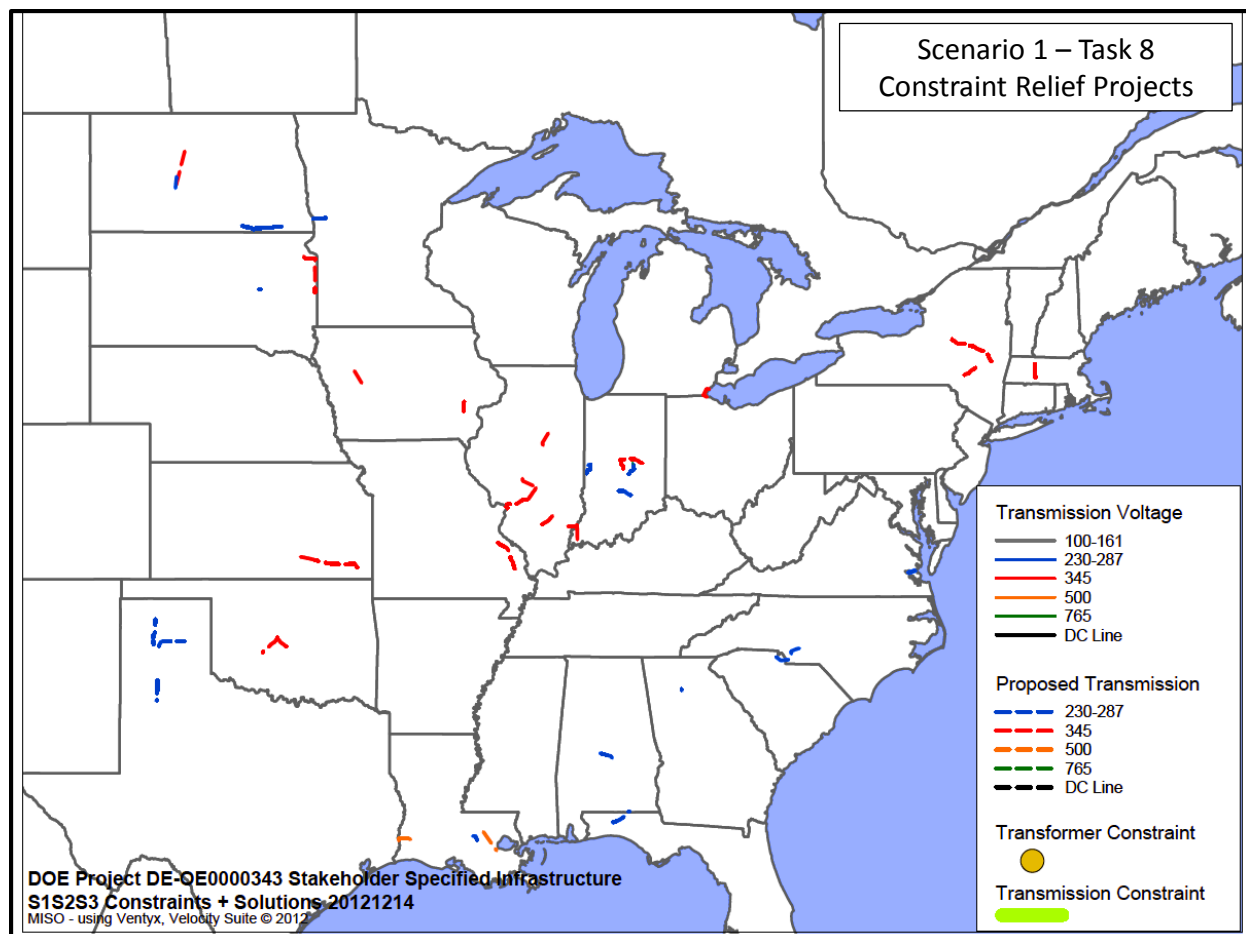 Scenario 1 – Task 8
Constraint Relief Projects
Transmission Voltage
100-161
230-287
345
500
765
DC Line
Proposed Transmission
230-287
345
500
765
DC Line
Transformer Constraint
Transmission Constraint
DOE Project DE-OE0000343 Stakeholder Specified Infrastructure
S1S2S3 Constraints + Solutions 20121214
MISO - using Ventyx, Velocity Suite © 2012